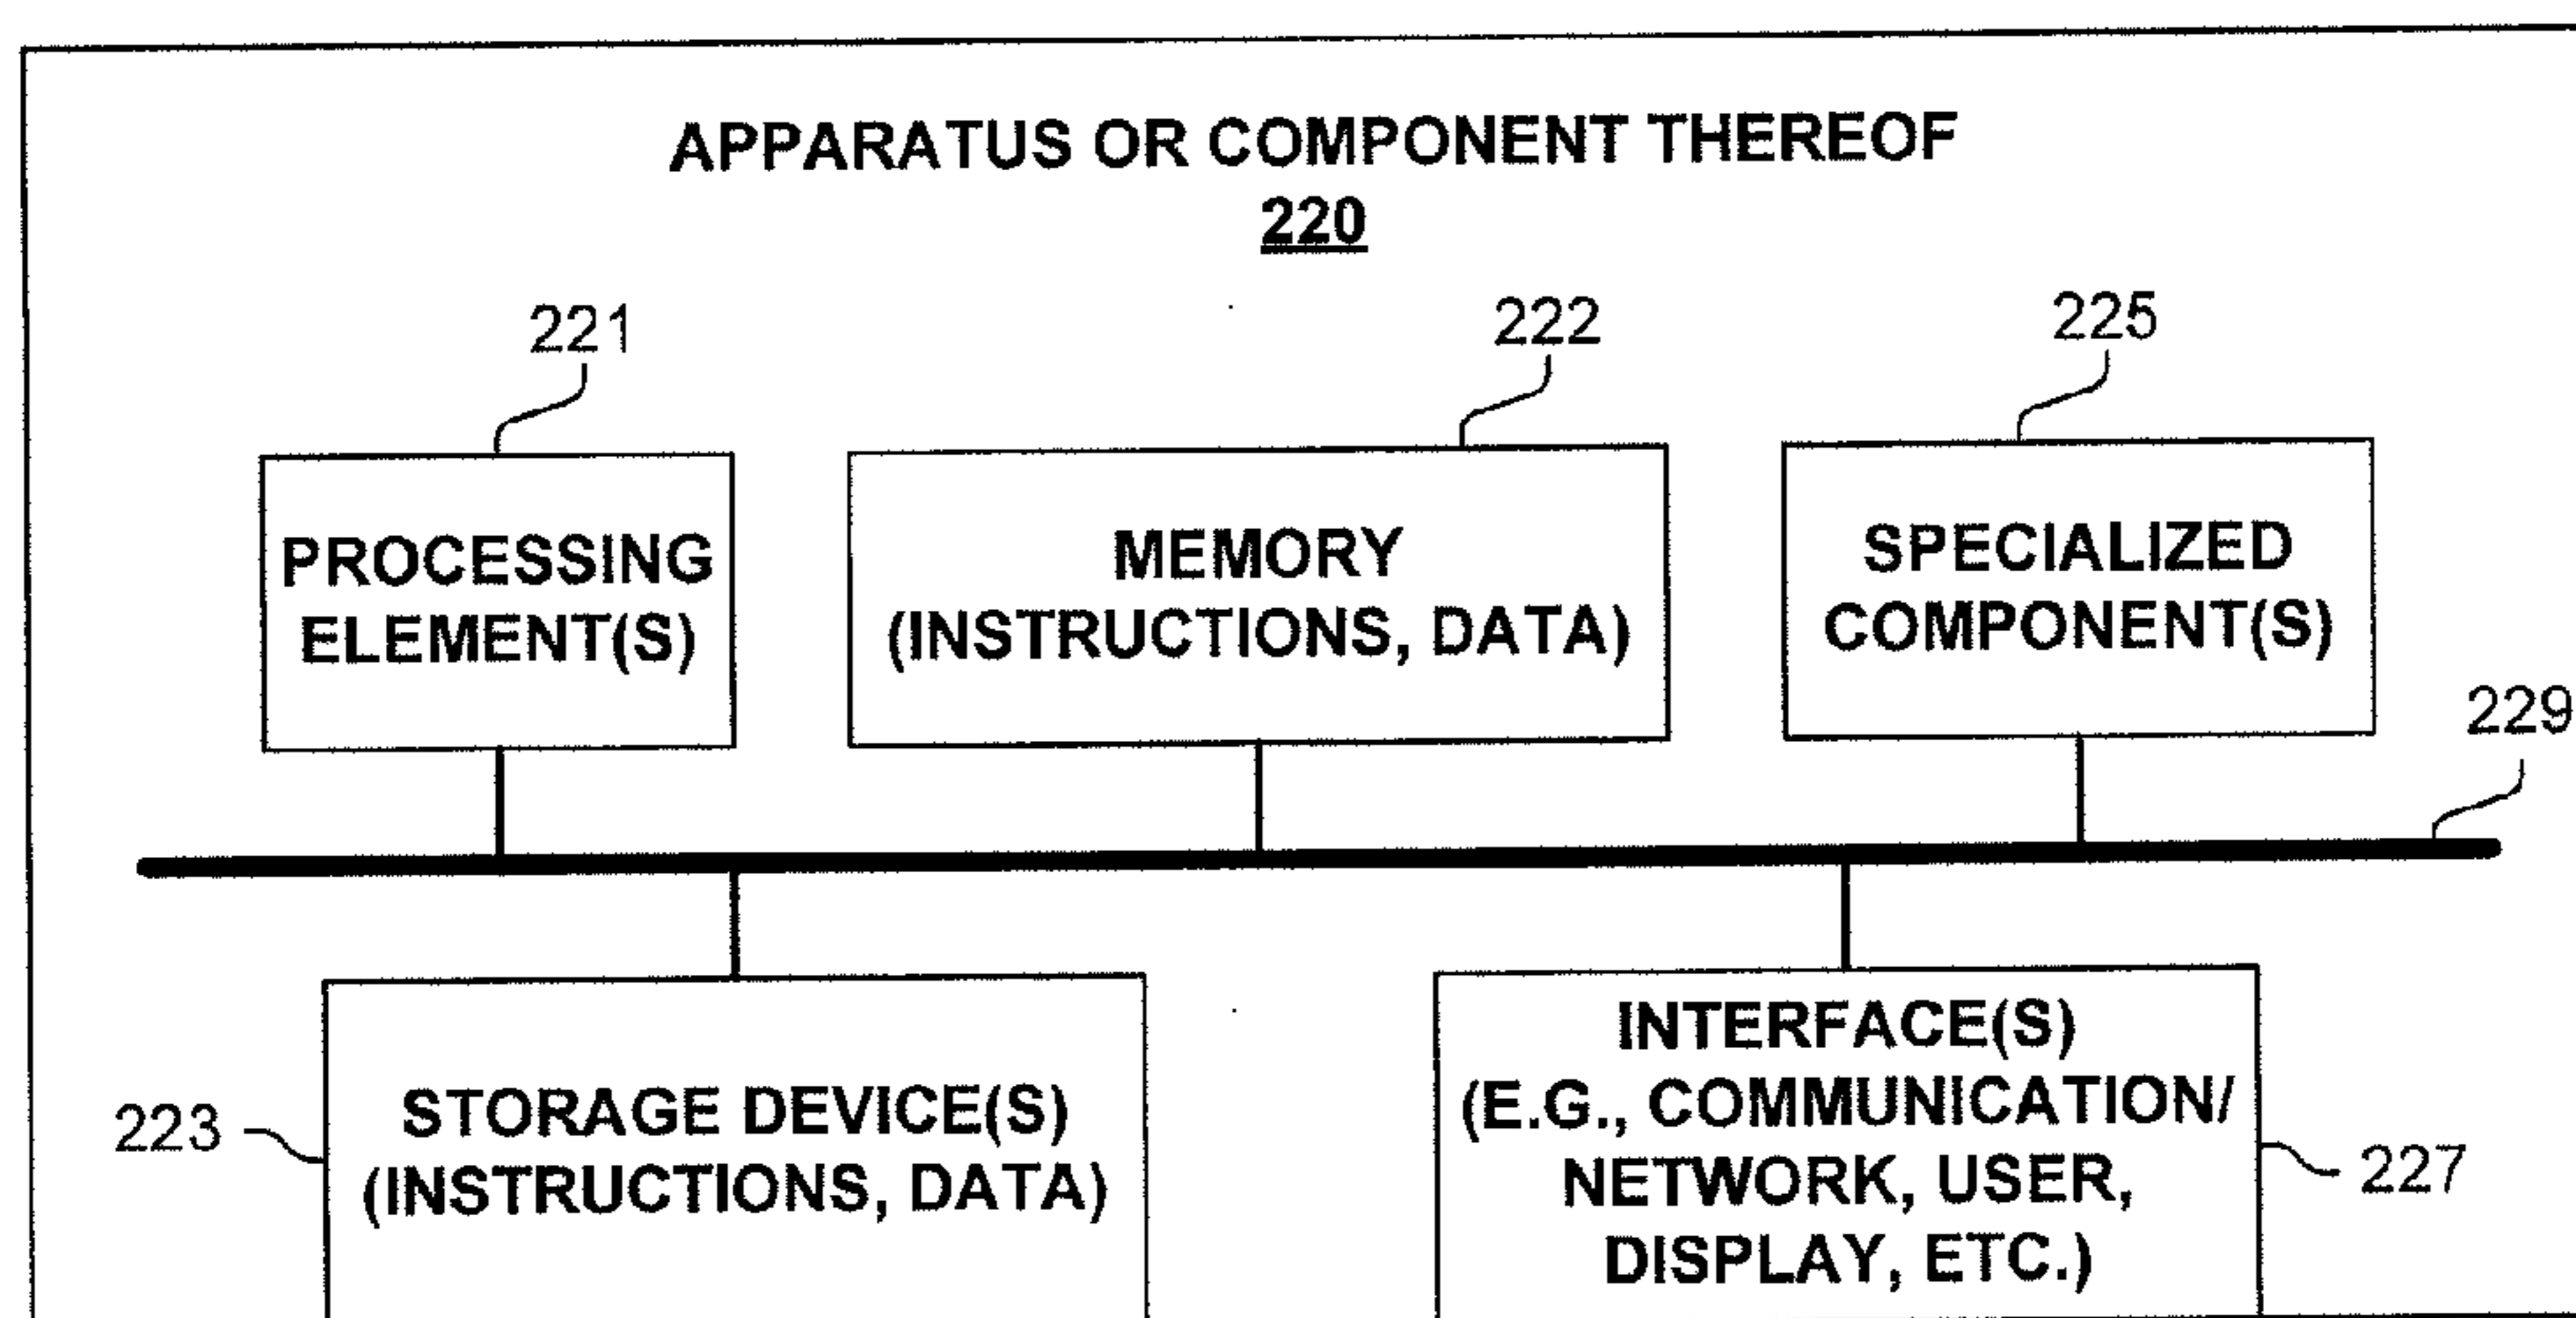 APPARATUS OR COMPONENT THEREOF
220
221
222
225
PROCESSING
ELEMENT(S)
MEMORY
(INSTRUCTIONS, DATA)
SPECIALIZED
COMPONENT(S)
229
223
STORAGE DEVICE(S)
(INSTRUCTIONS, DATA)
INTERFACE(S)
(E.G., COMMUNICATION/
NETWORK, USER,
DISPLAY, ETC.)
227